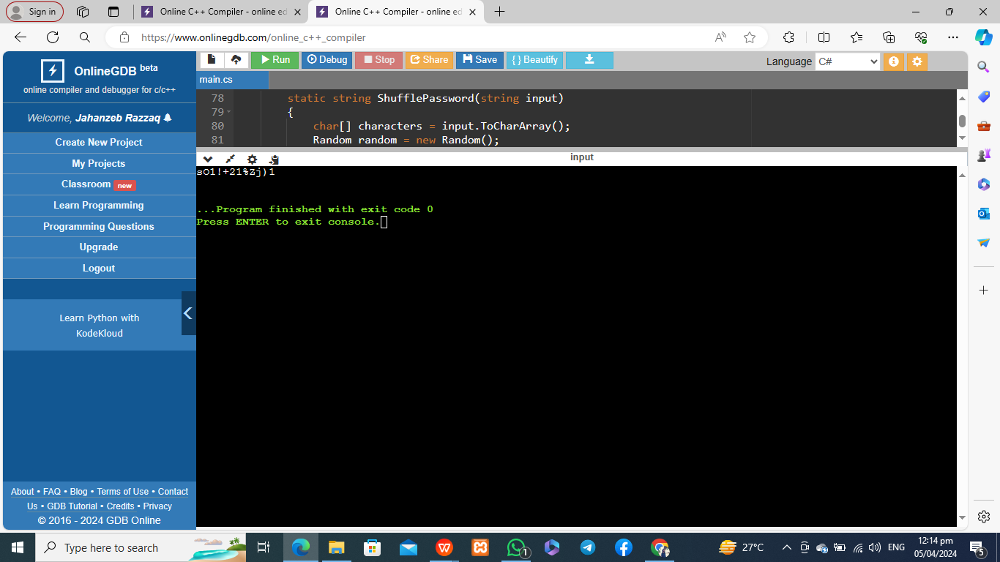 Sign in
Online C++ Compiler - online ed
Online C++ Compiler - online ed
https://www.onlinegdb.com/online_c++_compiler
OnlineGDB beta
online compiler and debugger for c/c++
Welcome, Jahanzeb Razzaq
Create New Project
My Projects
Classroom new
Learn Programming
Programming Questions
Upgrade
Logout
Learn Python with
KodeKloud
About • FAQ • Blog • Terms of Use • Contact
Us • GDB Tutorial • Credits • Privacy
© 2016 - 2024 GDB Online
Run
Debug
Stop
Share
Save
{ } Beautify
Language C#
main.cs
78 static string ShufflePassword(string input)
79 {
80 char[] characters = input.ToCharArray();
81 Random random = new Random();
input
sO1!+21%Zj)1
...Program finished with exit code 0
Press ENTER to exit console.
Type here to search
1
27°C
ENG
12:14 pm
05/04/2024
5